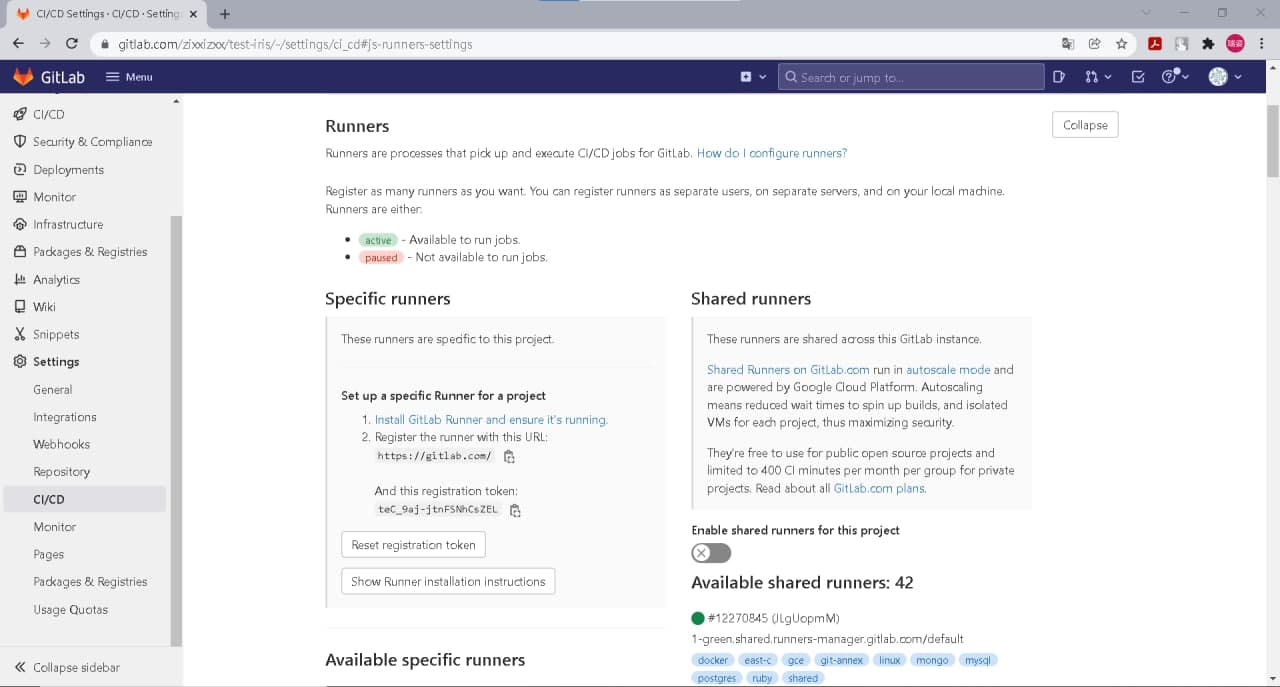 CI/CD Settings · CI/CD · Setting
gitlab.com/zixxizxx/test-iris/-/settings/ci_cd#js-runners-settings
GitLab
Menu
Search or jump to...
CI/CD
Security & Compliance
Deployments
Monitor
Infrastructure
Packages & Registries
Analytics
Wiki
Snippets
Settings
General
Integrations
Webhooks
Repository
CI/CD
Monitor
Pages
Packages & Registries
Usage Quotas
Collapse sidebar
Runners
Collapse
Runners are processes that pick up and execute CI/CD jobs for GitLab. How do I configure runners?
Register as many runners as you want. You can register runners as separate users, on separate servers, and on your local machine.
Runners are either:
active - Available to run jobs.
paused - Not available to run jobs.
Specific runners
These runners are specific to this project.
Set up a specific Runner for a project
1. Install GitLab Runner and ensure it's running.
2. Register the runner with this URL:
https://gitlab.com/
And this registration token:
teC_9aj-jtnFSNhCsZEL
Reset registration token
Show Runner installation instructions
Available specific runners
Shared runners
These runners are shared across this GitLab instance.
Shared Runners on GitLab.com run in autoscale mode and
are powered by Google Cloud Platform. Autoscaling
means reduced wait times to spin up builds, and isolated
VMs for each project, thus maximizing security.
They're free to use for public open source projects and
limited to 400 CI minutes per month per group for private
projects. Read about all GitLab.com plans.
Enable shared runners for this project
Available shared runners: 42
#12270845 (JLgUopmM)
1-green.shared.runners-manager.gitlab.com/default
docker east-c gce git-annex linux mongo mysql
postgres ruby shared